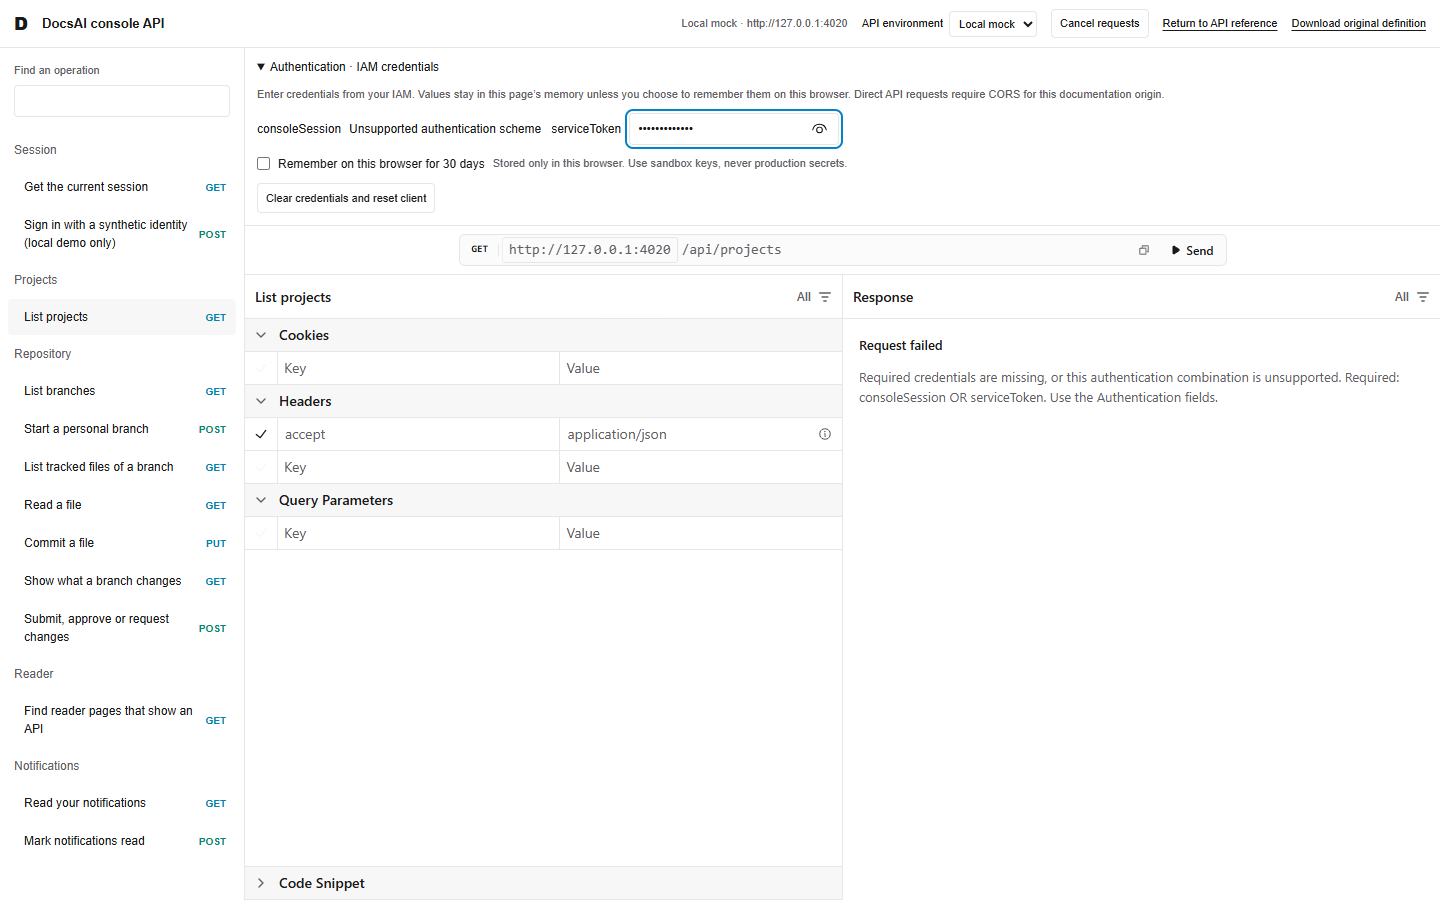 D DocsAI console API
Local mock · http://127.0.0.1:4020 API environment Local mock Cancel requests Return to API reference Download original definition
Find an operation
Session
Get the current session GET
Sign in with a synthetic identity
(local demo only) POST
Projects
List projects GET
Repository
List branches GET
Start a personal branch POST
List tracked files of a branch GET
Read a file GET
Commit a file PUT
Show what a branch changes GET
Submit, approve or request
changes POST
Reader
Find reader pages that show an
API GET
Notifications
Read your notifications GET
Mark notifications read POST
Authentication · IAM credentials
Enter credentials from your IAM. Values stay in this page's memory unless you choose to remember them on this browser. Direct API requests require CORS for this documentation origin.
consoleSession Unsupported authentication scheme serviceToken •••••••••••••
Remember on this browser for 30 days Stored only in this browser. Use sandbox keys, never production secrets.
Clear credentials and reset client
GET http://127.0.0.1:4020 /api/projects Send
List projects All
Cookies
Key Value
Headers
accept application/json
Key Value
Query Parameters
Key Value
Code Snippet
Response All
Request failed
Required credentials are missing, or this authentication combination is unsupported. Required:
consoleSession OR serviceToken. Use the Authentication fields.